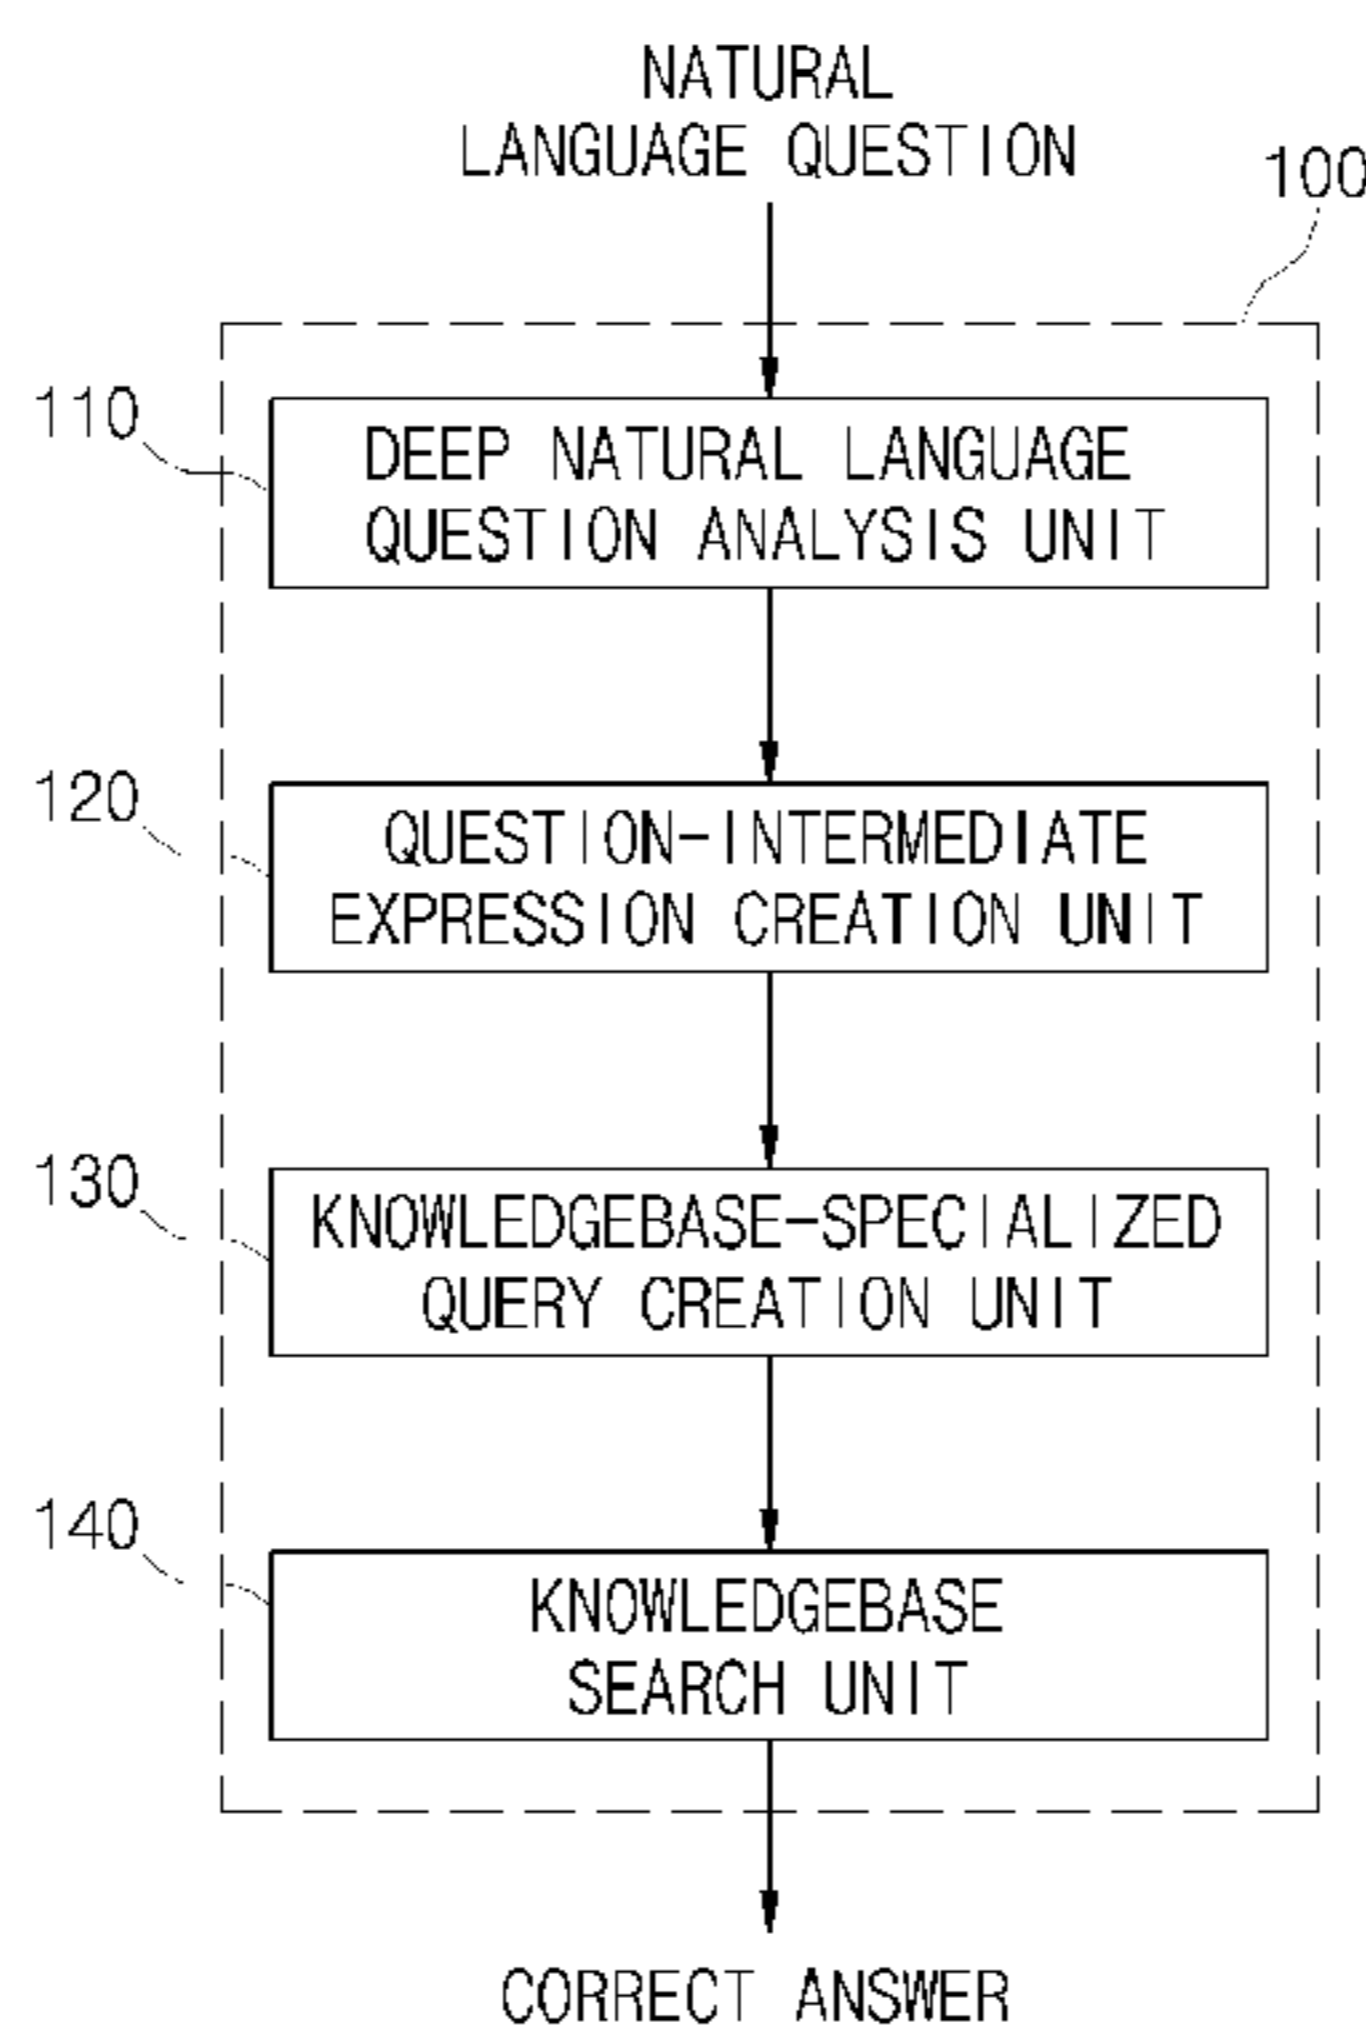 NATURAL
LANGUAGE QUESTION
100
110
DEEP NATURAL LANGUAGE
QUESTION ANALYSIS UNIT
120
QUESTION-INTERMEDIATE
EXPRESSION CREATION UNIT
130
KNOWLEDGEBASE-SPECIALIZED
QUERY CREATION UNIT
140
KNOWLEDGEBASE
SEARCH UNIT
CORRECT ANSWER